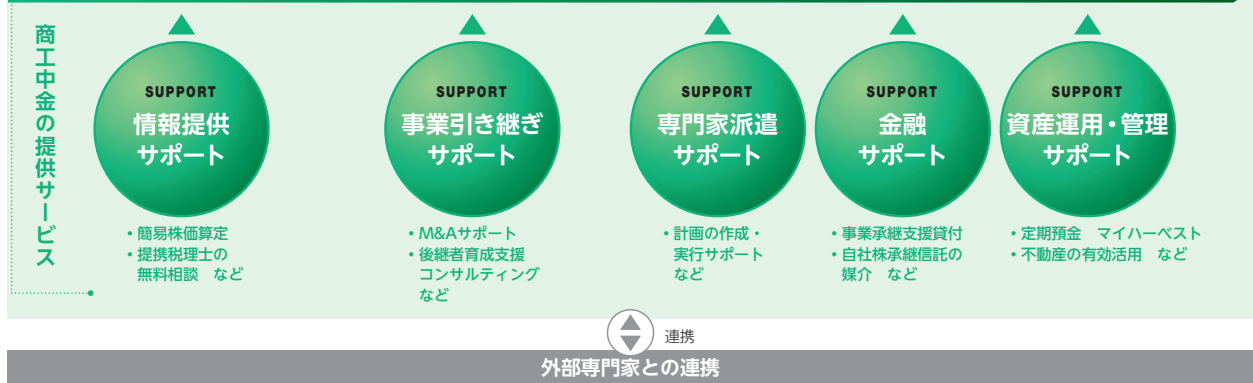 商工中金の提供サービス
SUPPORT
情報提供
サポート
・簡易株価算定
・提携税理士の
無料相談　など
SUPPORT
事業引き継ぎ
サポート
・M&Aサポート
・後継者育成支援
コンサルティング
など
SUPPORT
専門家派遣
サポート
・計画の作成・
実行サポート
など
SUPPORT
金融
サポート
・事業承継支援貸付
・自社株承継信託の
媒介　など
SUPPORT
資産運用・管理
サポート
・定期預金　マイハーベスト
・不動産の有効活用　など
連携
外部専門家との連携